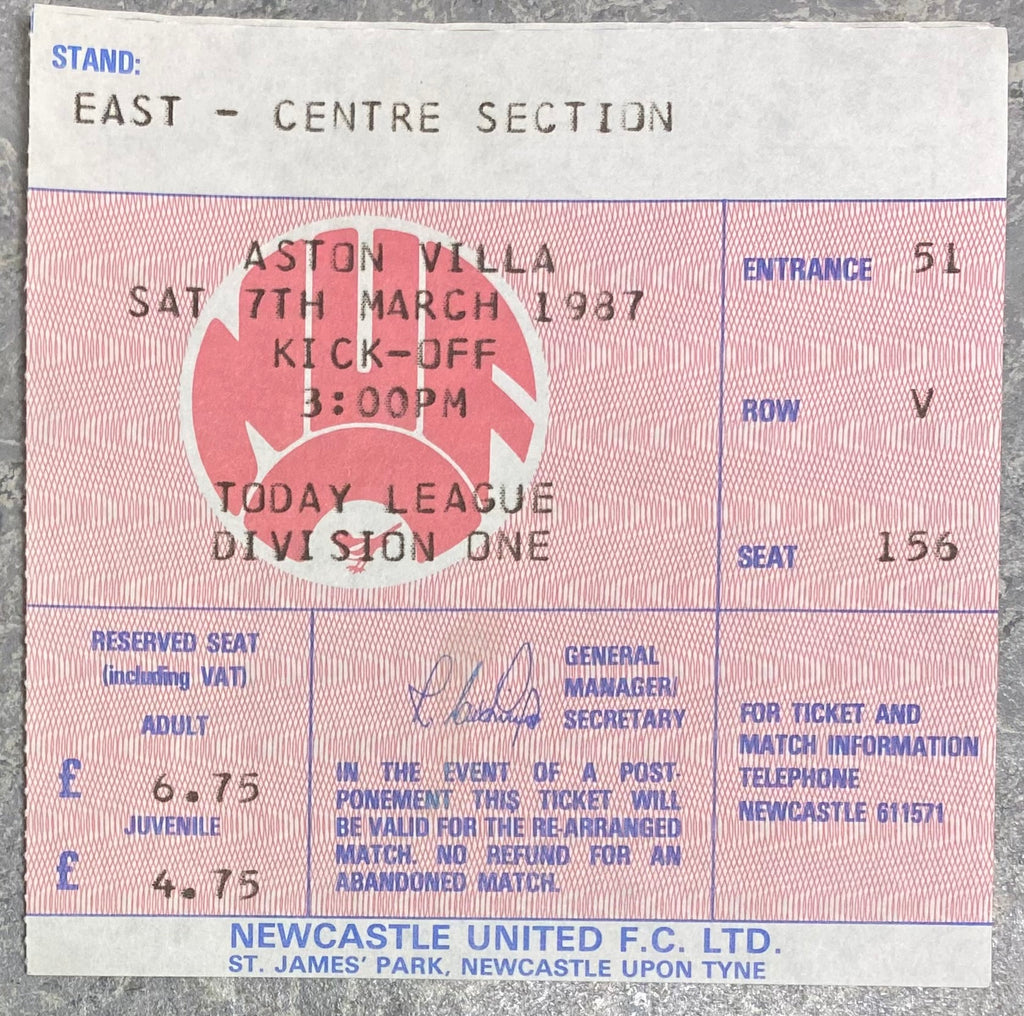 STAND:
EAST - CENTRE SECTION
ASTON VILLA
SAT 7TH MARCH 1987
KICK-OFF
3:00PM
TODAY LEAGUE
DIVISION ONE
ENTRANCE 51
ROW V
SEAT 156
RESERVED SEAT
(including VAT)
ADULT
£ 6.75
JUVENILE
£ 4.75
GENERAL
MANAGER/
SECRETARY
IN THE EVENT OF A POST-
PONEMENT THIS TICKET WILL
BE VALID FOR THE RE-ARRANGED
MATCH. NO REFUND FOR AN
ABANDONED MATCH.
FOR TICKET AND
MATCH INFORMATION
TELEPHONE
NEWCASTLE 611571
NEWCASTLE UNITED F.C. LTD.
ST. JAMES' PARK, NEWCASTLE UPON TYNE